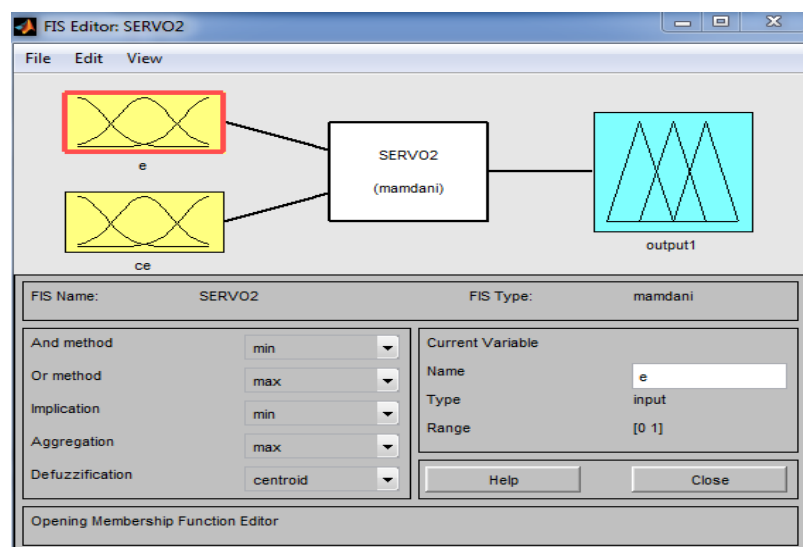 FIS Editor: SERVO2
File Edit View
e
ce
SERVO2
(mamdani)
output1
FIS Name: SERVO2 FIS Type: mamdani
And method min
Or method max
Implication min
Aggregation max
Defuzzification centroid
Current Variable
Name e
Type input
Range [0 1]
Help Close
Opening Membership Function Editor